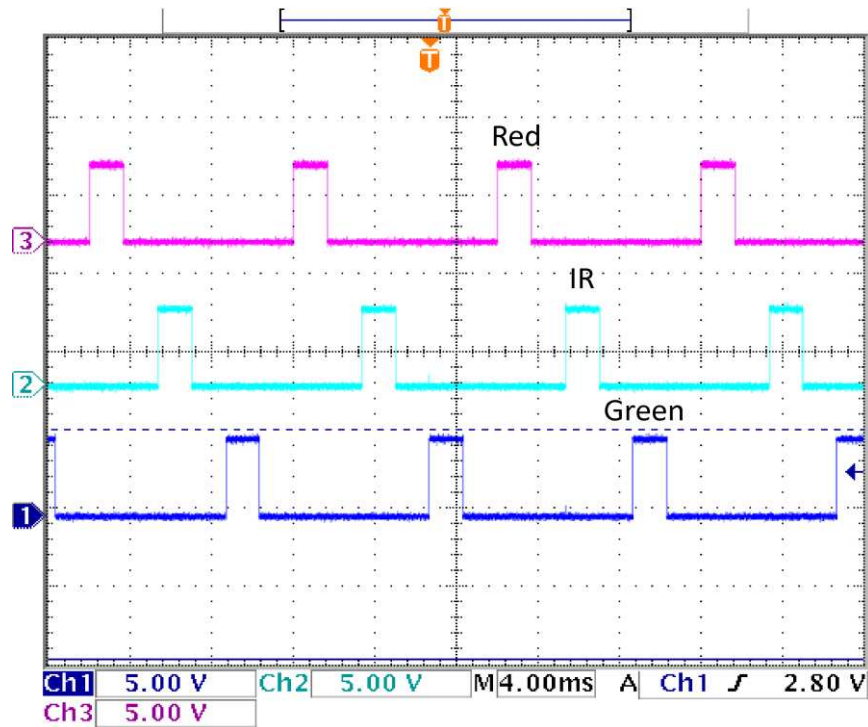 T
T
Red
3
IR
2
Green
1
Ch1 5.00 V Ch2 5.00 V M 4.00ms A Ch1 2.80 V
Ch3 5.00 V